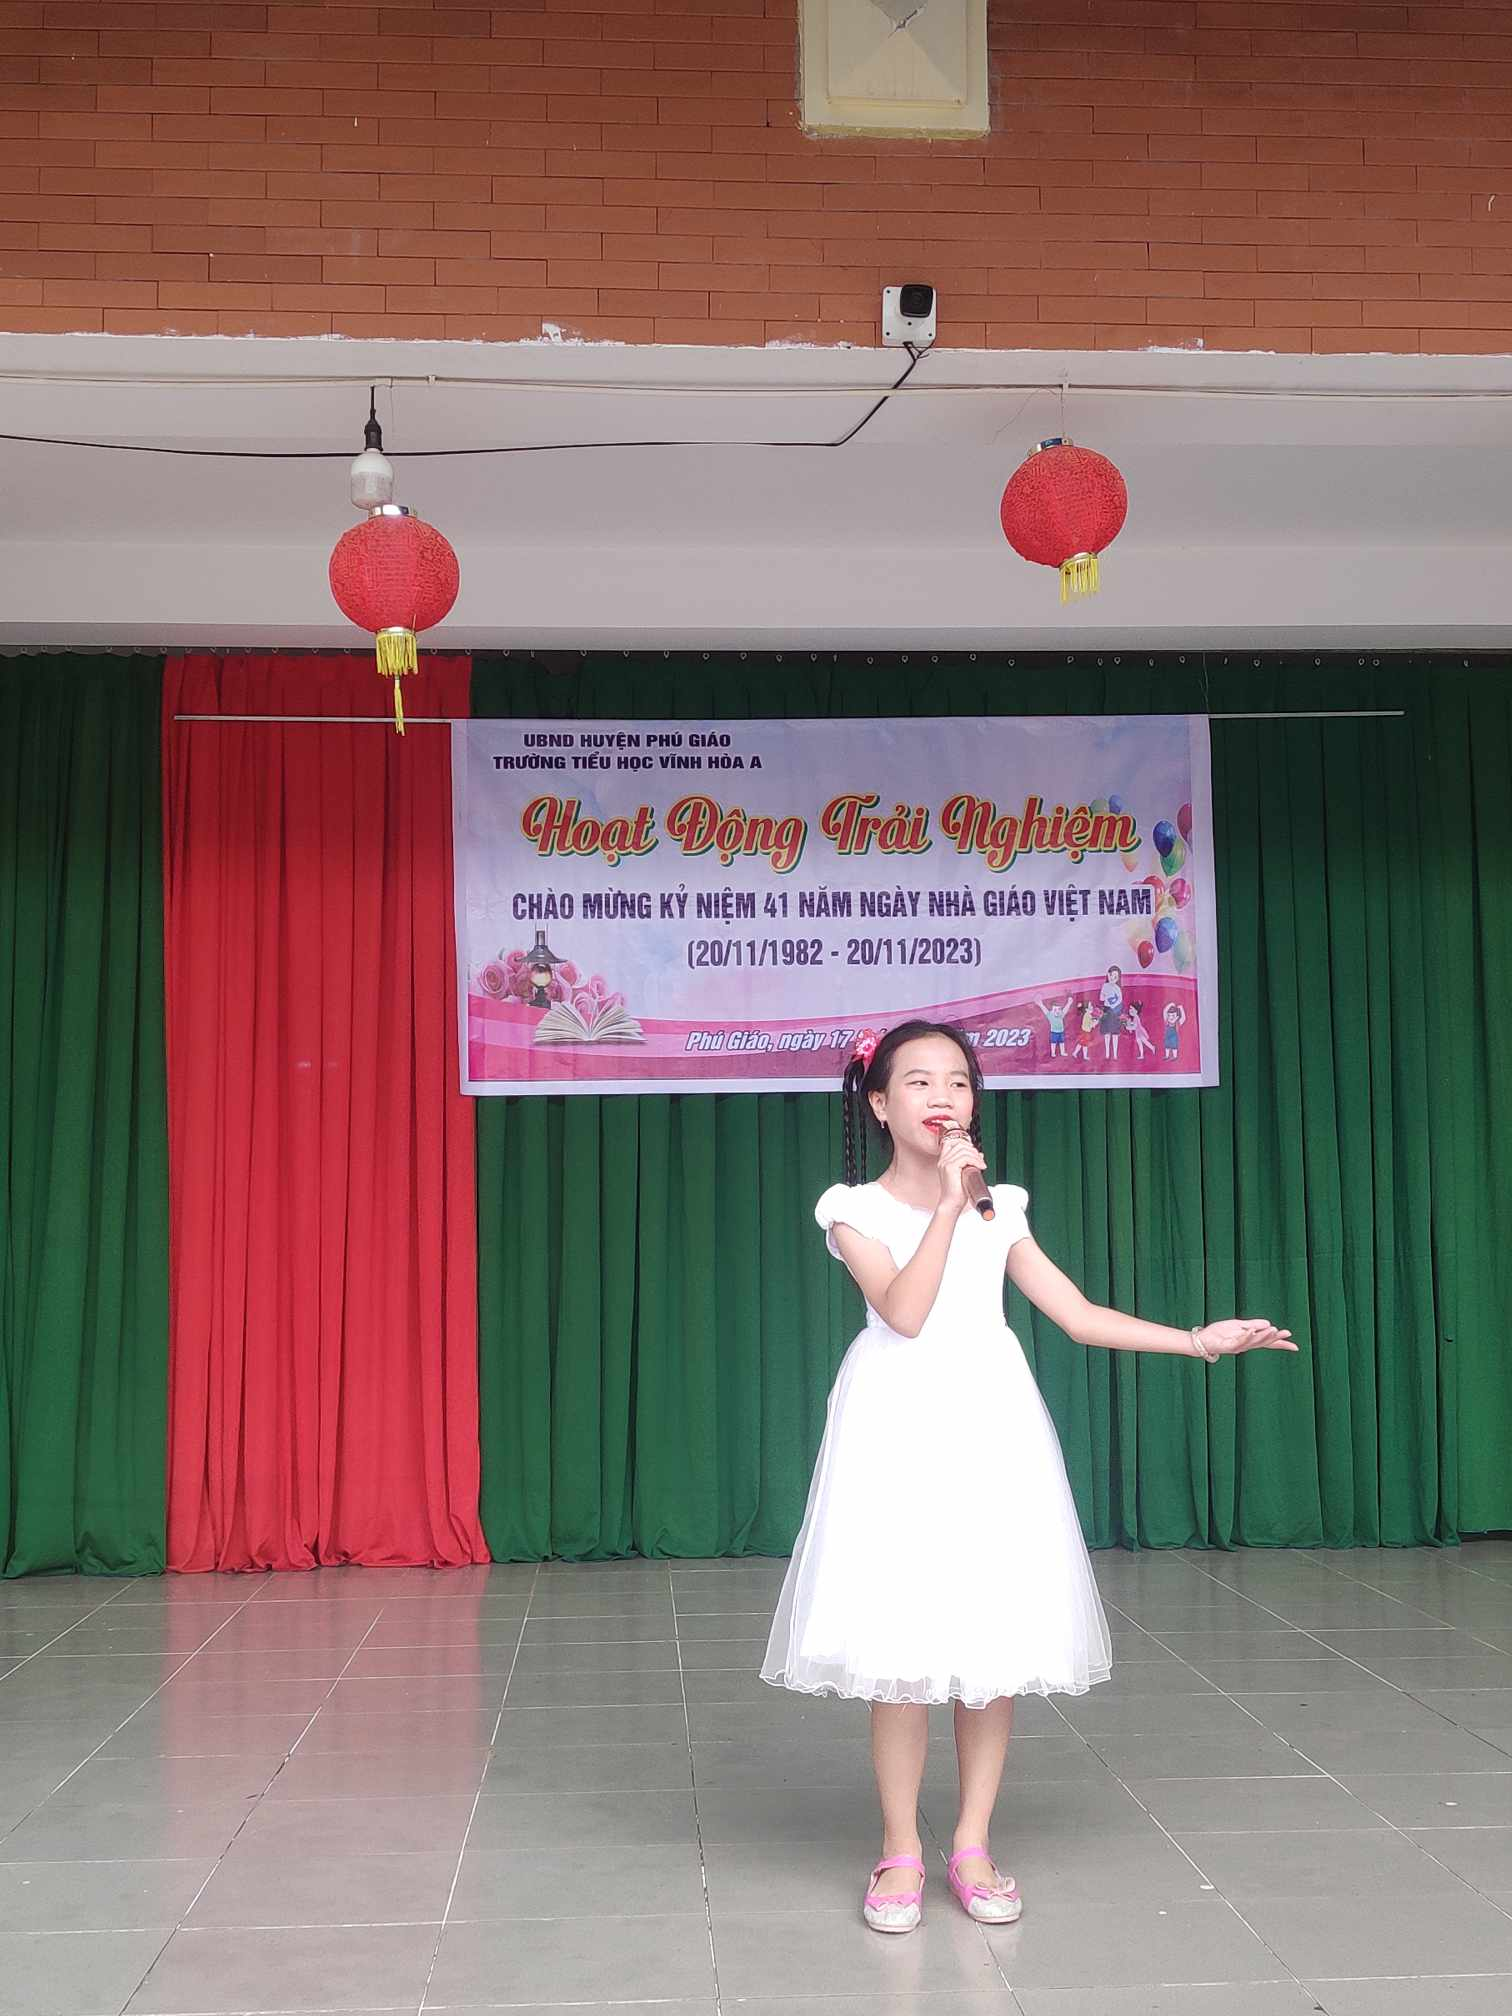 UBND HUYỆN PHÚ GIÁO
TRƯỜNG TIỂU HỌC VĨNH HÒA A
Hoạt Động Trải Nghiệm
CHÀO MỪNG KỶ NIỆM 41 NĂM NGÀY NHÀ GIÁO VIỆT NAM
(20/11/1982 - 20/11/2023)
Phú Giáo, ngày 17 2023